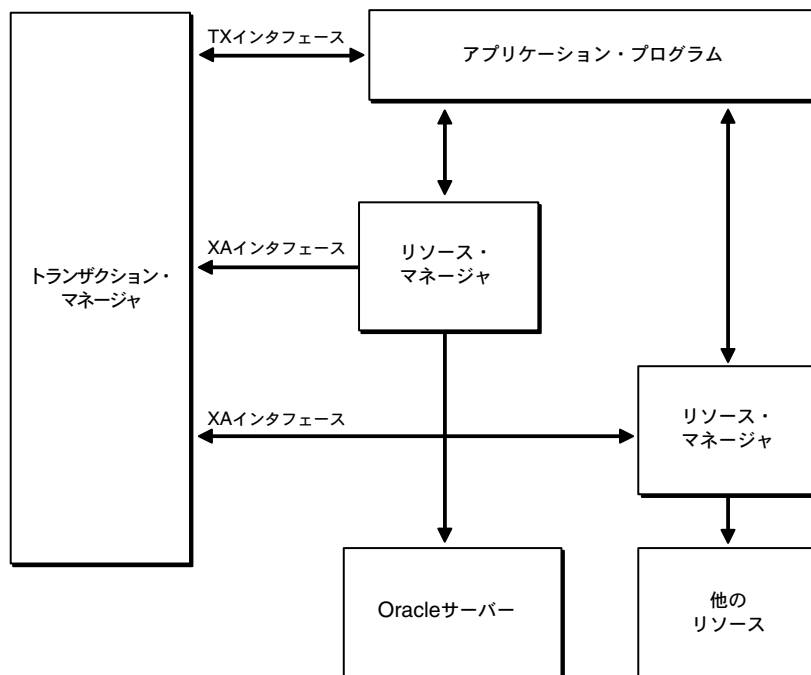 TXインタフェース
アプリケーション・プログラム
XAインタフェース
リソース・
マネージャ
トランザクション・
マネージャ
XAインタフェース
リソース・
マネージャ
Oracleサーバー
他の
リソース